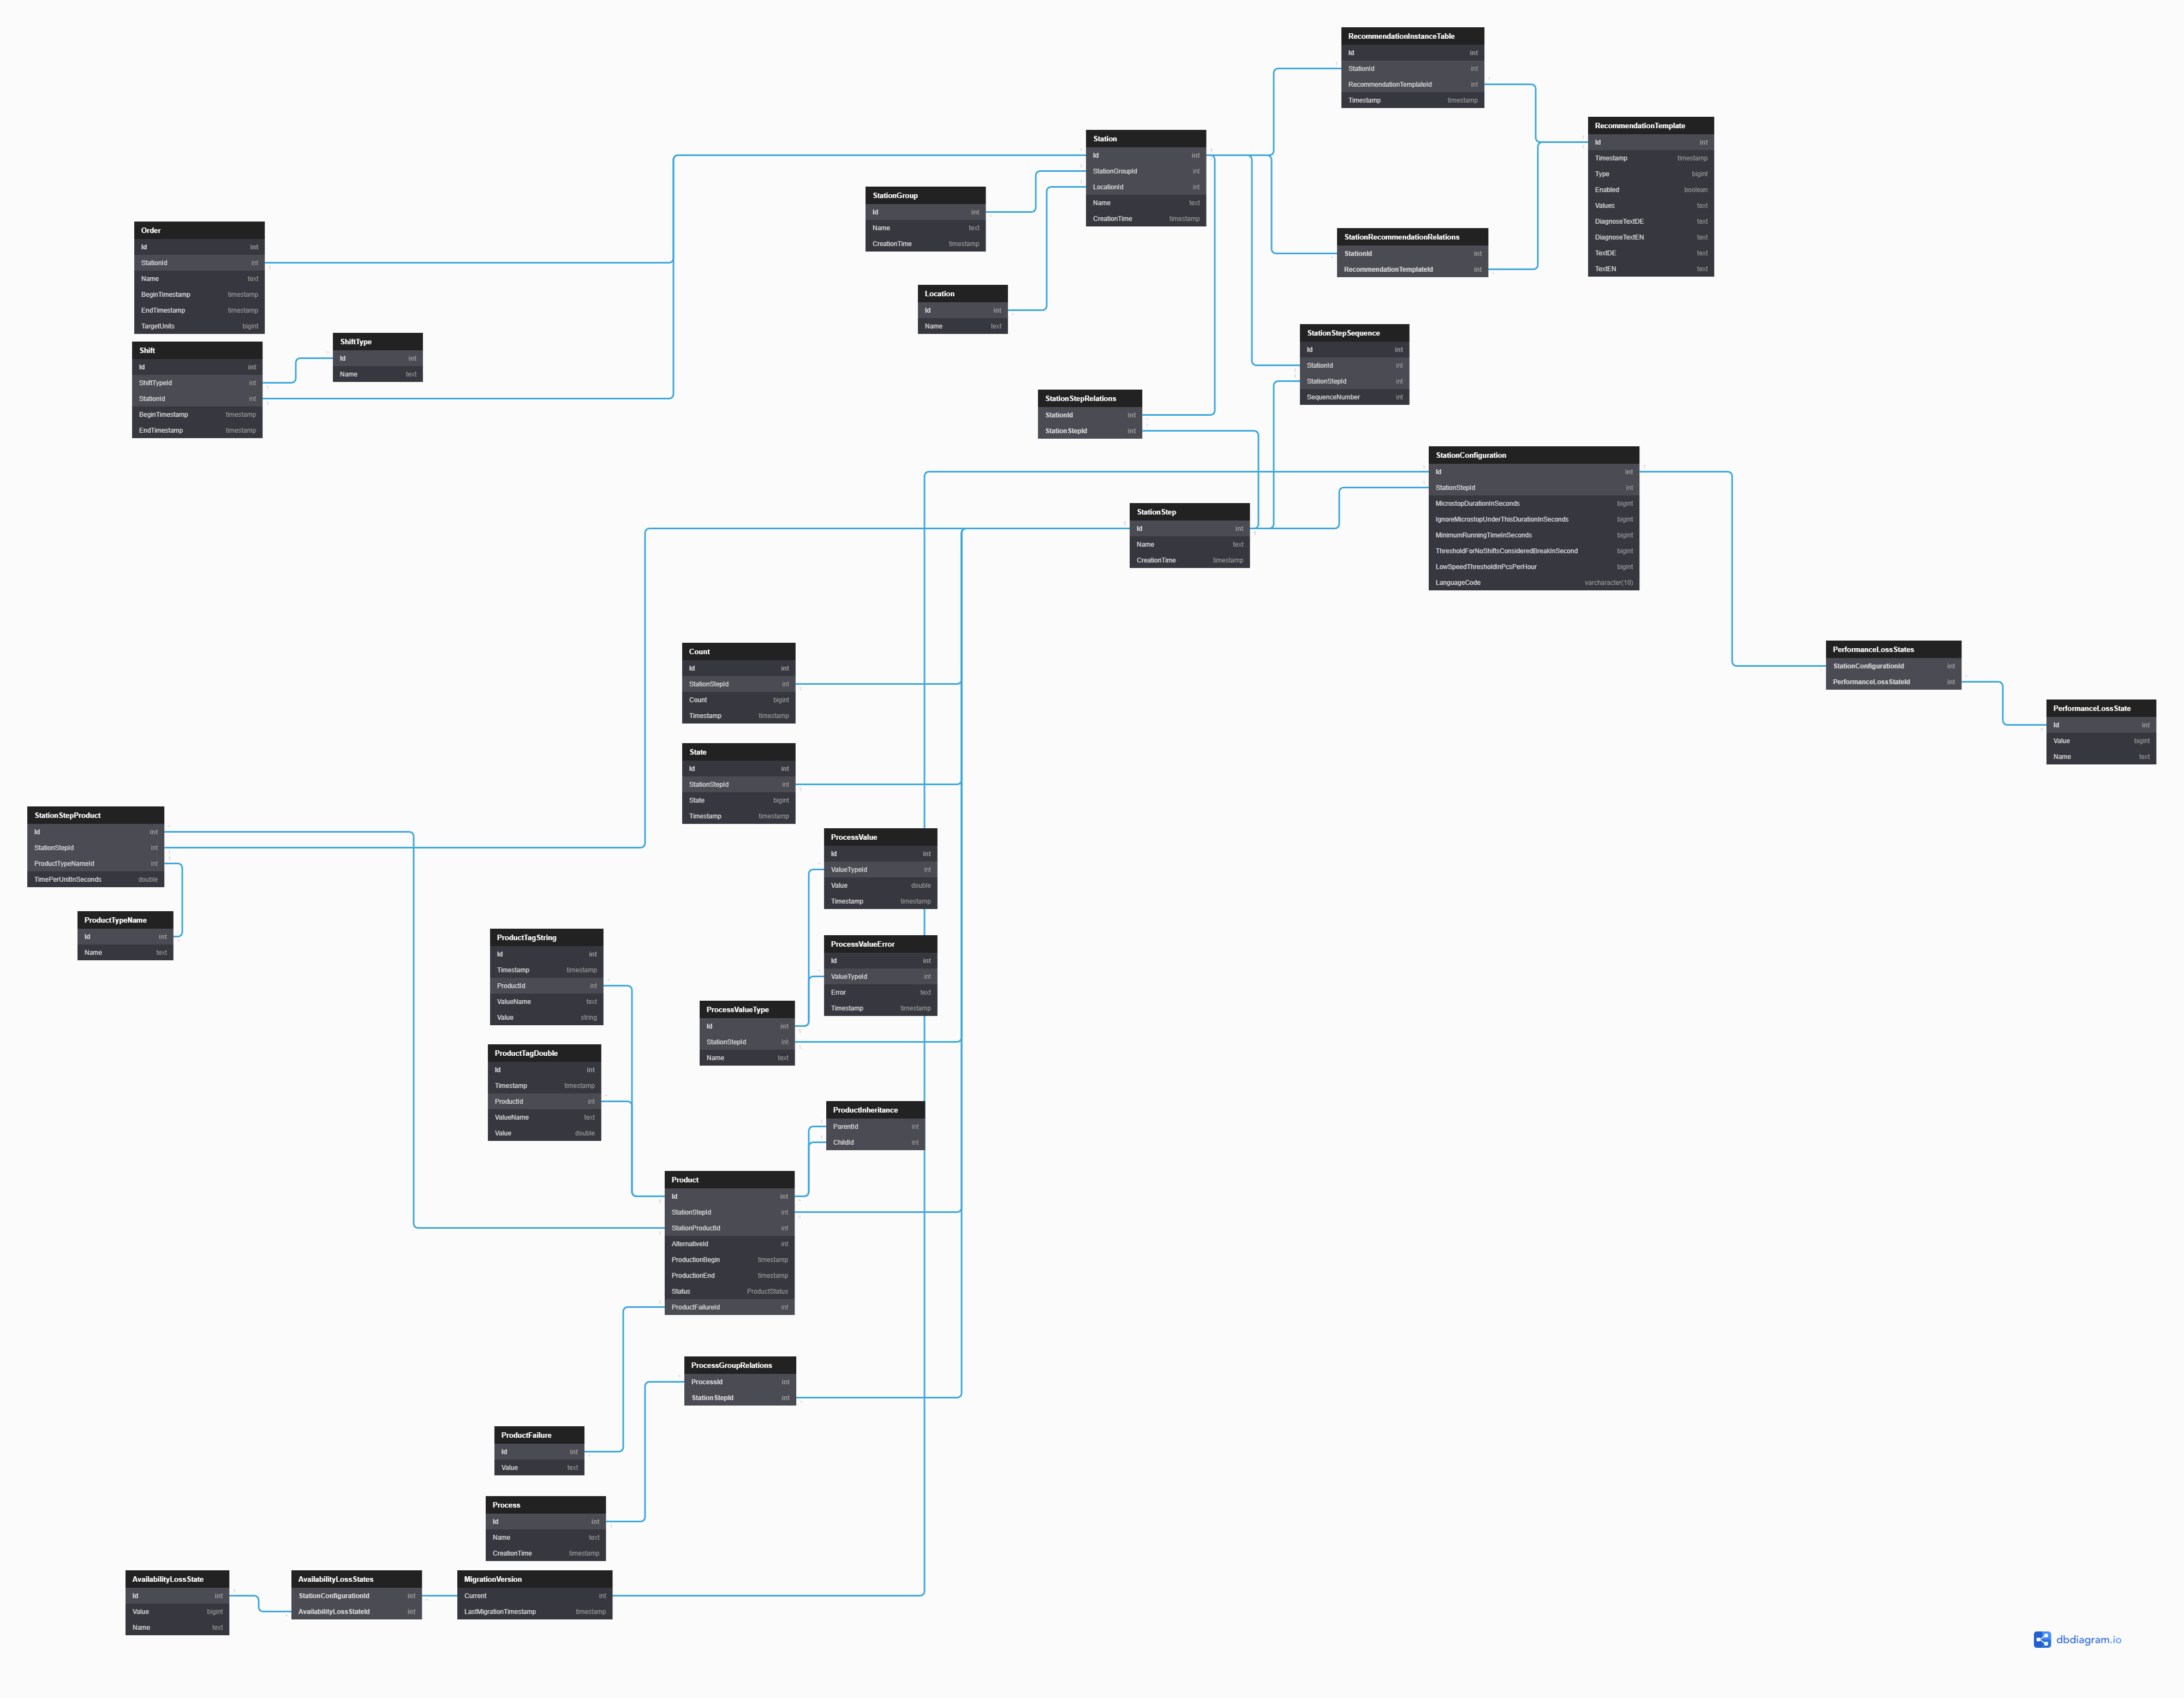 RecommendationInstanceTable
Id int
StationId int
RecommendationTemplateId int
Timestamp timestamp
RecommendationTemplate
Id int
Timestamp timestamp
Type bigint
Enabled boolean
Values text
DiagnoseTextDE text
DiagnoseTextEN text
TextDE text
TextEN text
Station
Id int
StationGroupId int
LocationId int
Name text
CreationTime timestamp
StationGroup
Id int
Name text
CreationTime timestamp
Order
Id int
StationId int
Name text
BeginTimestamp timestamp
EndTimestamp timestamp
TargetUnits bigint
StationRecommendationRelations
StationId int
RecommendationTemplateId int
Location
Id int
Name text
Shift
Id int
ShiftTypeId int
StationId int
BeginTimestamp timestamp
EndTimestamp timestamp
ShiftType
Id int
Name text
StationStepSequence
Id int
StationId int
StationStepId int
SequenceNumber int
StationStepRelations
StationId int
StationStepId int
StationConfiguration
Id int
StationStepId int
MicrostopDurationInSeconds bigint
IgnoreMicrostopUnderThisDurationInSeconds bigint
MinimumRunningTimeInSeconds bigint
ThresholdForNoShiftsConsideredBreakInSecond bigint
LowSpeedThresholdInPcsPerHour bigint
LanguageCode varcharacter(10)
StationStep
Id int
Name text
CreationTime timestamp
Count
Id int
StationStepId int
Count bigint
Timestamp timestamp
PerformanceLossStates
StationConfigurationId int
PerformanceLossStateId int
PerformanceLossState
Id int
Value bigint
Name text
State
Id int
StationStepId int
State bigint
Timestamp timestamp
StationStepProduct
Id int
StationStepId int
ProductTypeNameId int
TimePerUnitInSeconds double
ProcessValue
Id int
ValueTypeId int
Value double
Timestamp timestamp
ProductTypeName
Id int
Name text
ProductTagString
Id int
Timestamp timestamp
ProductId int
ValueName text
Value string
ProcessValueError
Id int
ValueTypeId int
Error text
Timestamp timestamp
ProcessValueType
Id int
StationStepId int
Name text
ProductTagDouble
Id int
Timestamp timestamp
ProductId int
ValueName text
Value double
ProductInheritance
ParentId int
ChildId int
Product
Id int
StationStepId int
StationProductId int
AlternativeId int
ProductionBegin timestamp
ProductionEnd timestamp
Status ProductStatus
ProductFailureId int
ProcessGroupRelations
ProcessId int
StationStepId int
ProductFailure
Id int
Value text
Process
Id int
Name text
CreationTime timestamp
AvailabilityLossState
Id int
Value bigint
Name text
AvailabilityLossStates
StationConfigurationId int
AvailabilityLossStateId int
MigrationVersion
Current int
LastMigrationTimestamp timestamp
dbdiagram.io